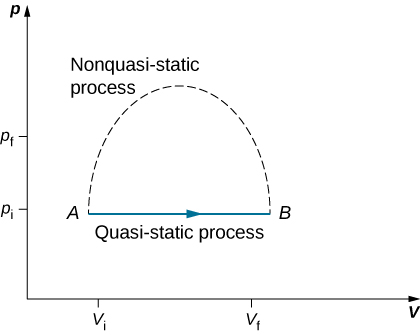 p
Nonquasi-static
process
pf
pi
A
B
Quasi-static process
Vi
Vf
V